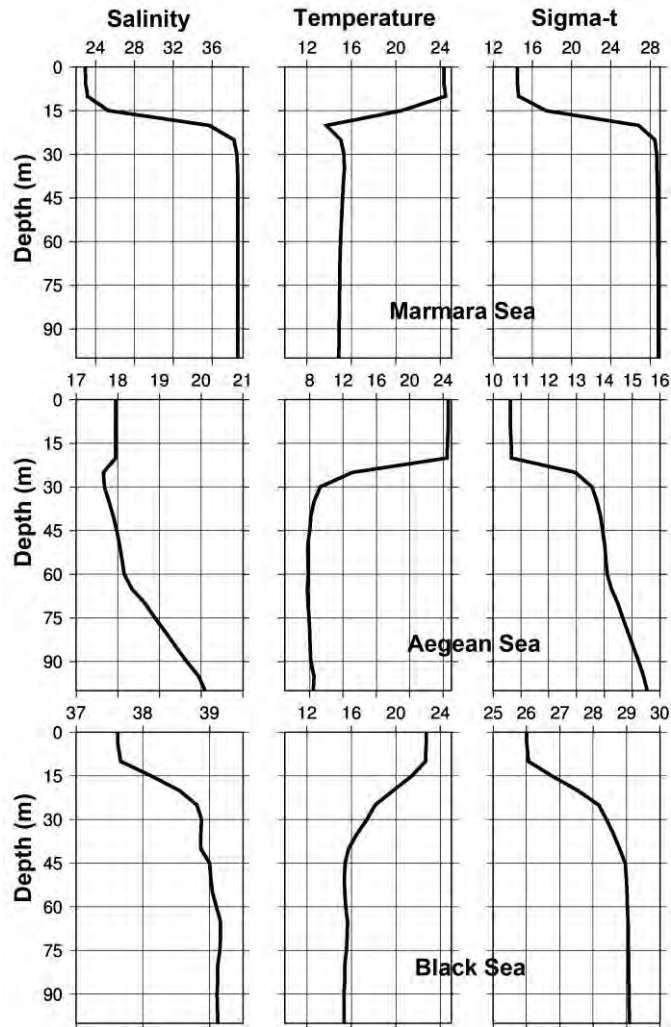 Salinity Temperature Sigma-t
24 28 32 36 12 16 20 24 12 16 20 24 28
0
15
30
45
60
75
90
Depth (m)
Marmara Sea
17 18 19 20 21 8 12 16 20 24 10 11 12 13 14 15 16
0
15
30
45
60
75
90
Depth (m)
Aegean Sea
37 38 39 12 16 20 24 25 26 27 28 29 30
0
15
30
45
60
75
90
Depth (m)
Black Sea